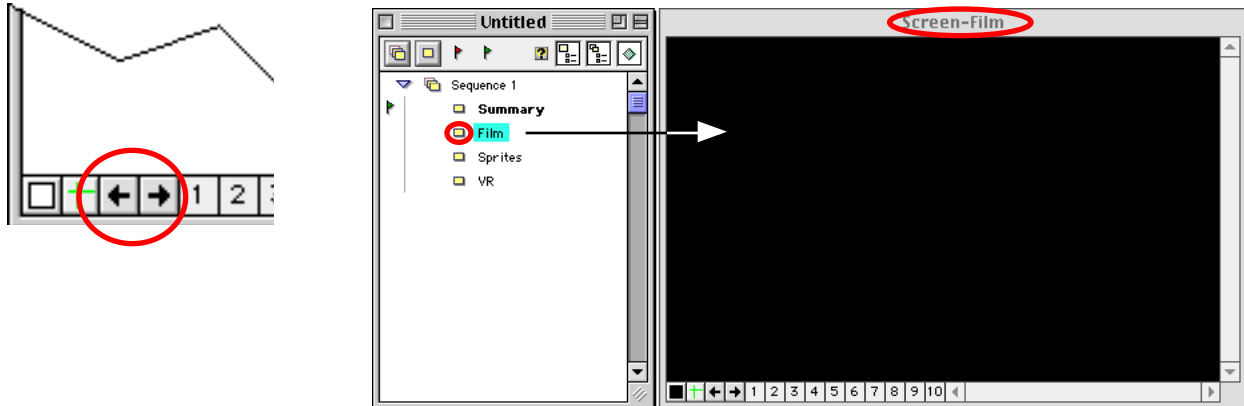 1 2
Untitled
Sequence 1
Summary
Film
Sprites
VR
Screen-Film
1 2 3 4 5 6 7 8 9 10